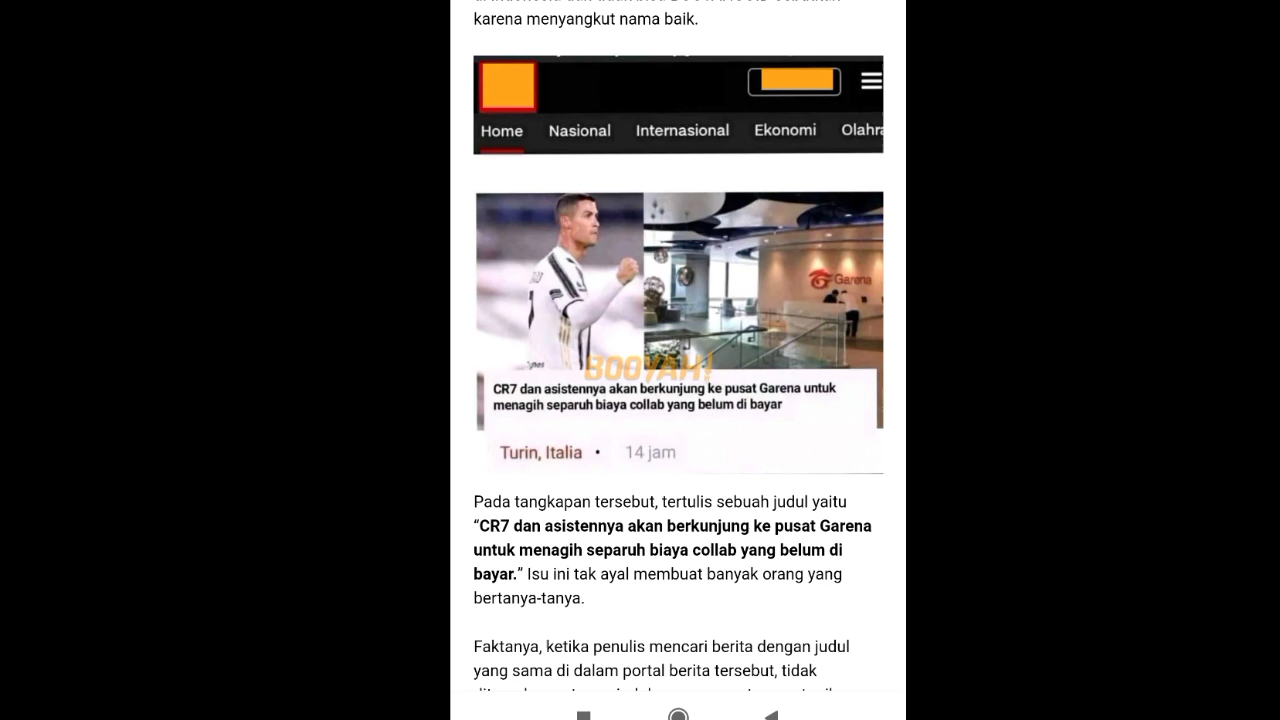 karena menyangkut nama baik.
Home Nasional Internasional Ekonomi Olahra
Garena
BOOYAH!
CR7 dan asistennya akan berkunjung ke pusat Garena untuk
menagih separuh biaya collab yang belum di bayar
Turin, Italia • 14 jam
Pada tangkapan tersebut, tertulis sebuah judul yaitu
“CR7 dan asistennya akan berkunjung ke pusat Garena
untuk menagih separuh biaya collab yang belum di
bayar.” Isu ini tak ayal membuat banyak orang yang
bertanya-tanya.
Faktanya, ketika penulis mencari berita dengan judul
yang sama di dalam portal berita tersebut, tidak